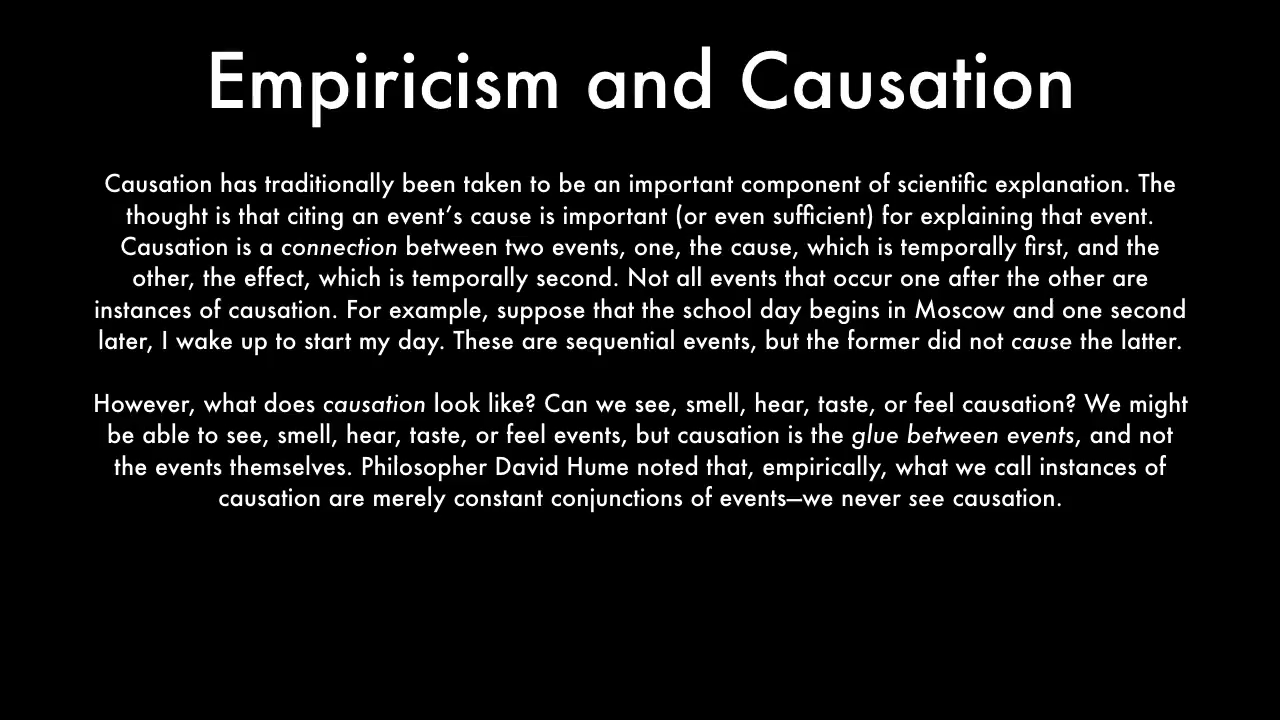 Empiricism and Causation
Causation has traditionally been taken to be an important component of scientific explanation. The
thought is that citing an event’s cause is important (or even sufficient) for explaining that event.
Causation is a connection between two events, one, the cause, which is temporally first, and the
other, the effect, which is temporally second. Not all events that occur one after the other are
instances of causation. For example, suppose that the school day begins in Moscow and one second
later, I wake up to start my day. These are sequential events, but the former did not cause the latter.
However, what does causation look like? Can we see, smell, hear, taste, or feel causation? We might
be able to see, smell, hear, taste, or feel events, but causation is the glue between events, and not
the events themselves. Philosopher David Hume noted that, empirically, what we call instances of
causation are merely constant conjunctions of events—we never see causation.